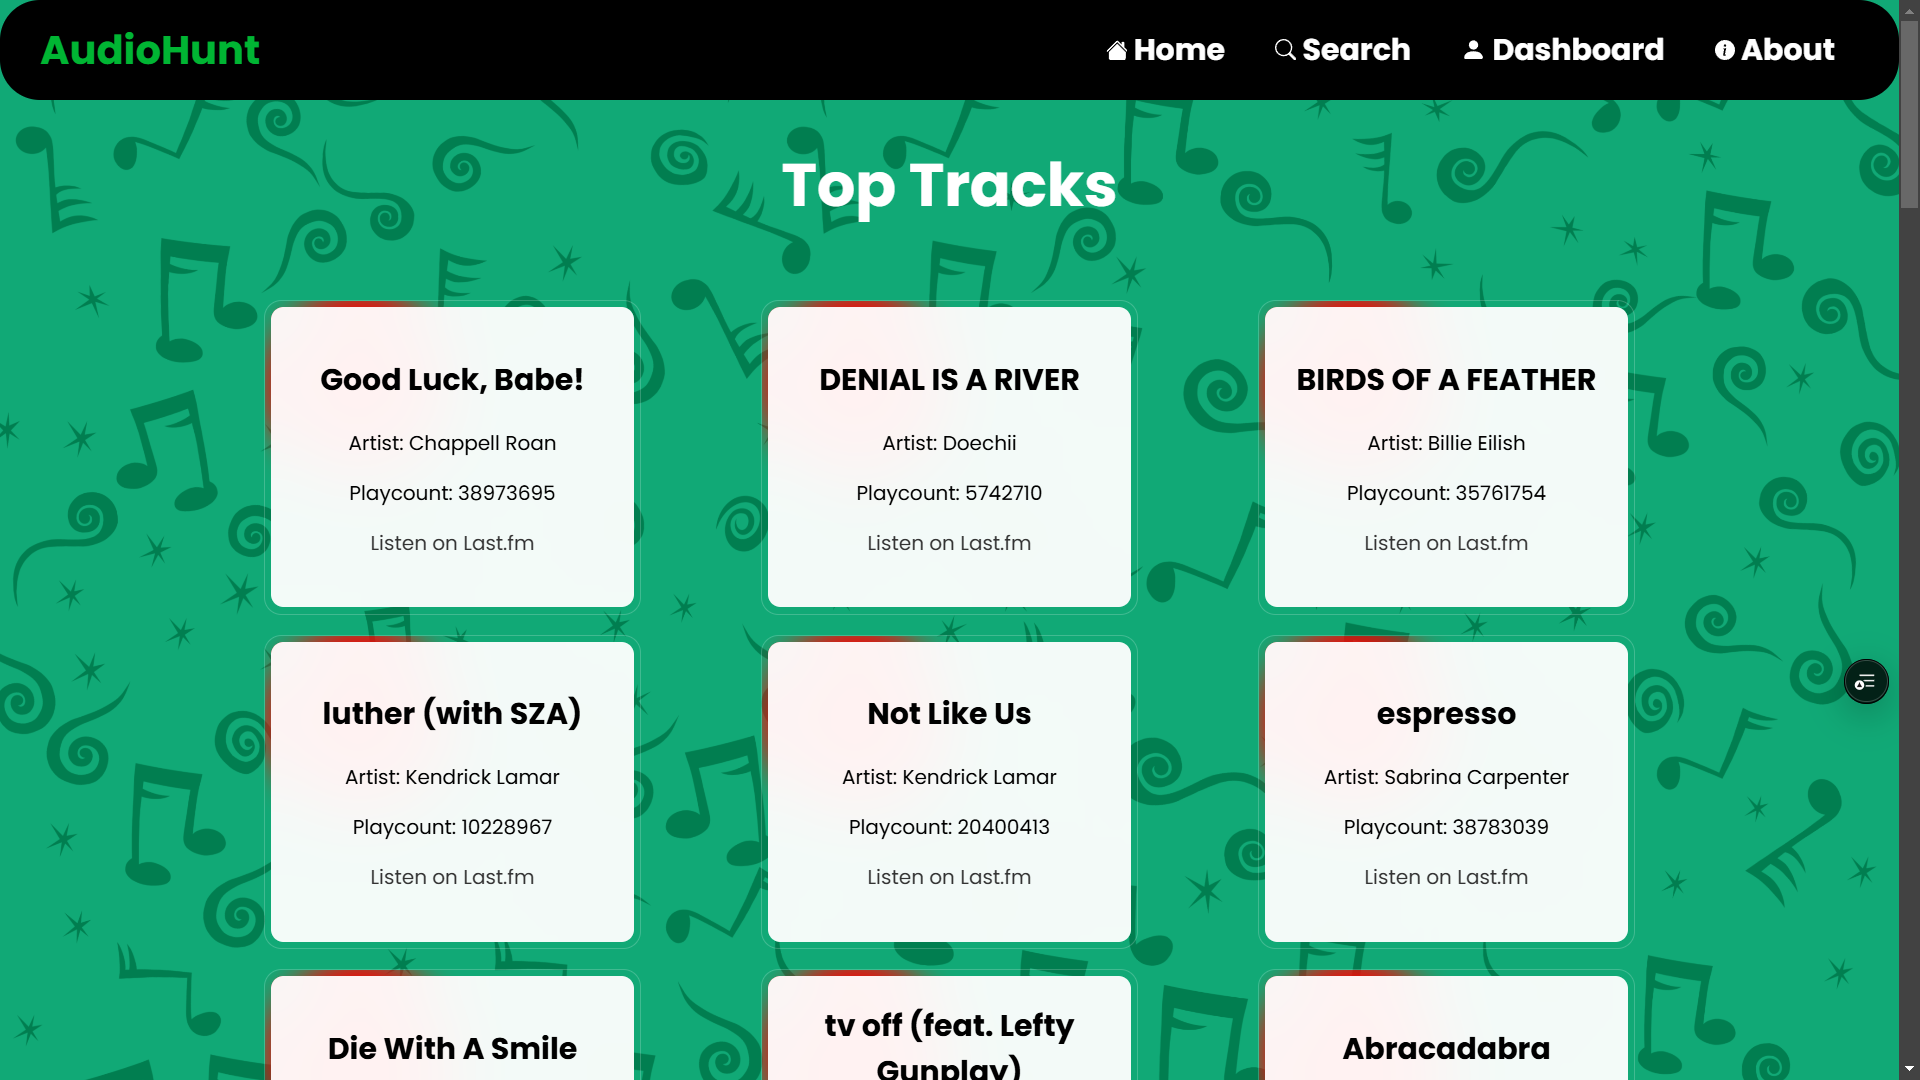 AudioHunt
Home
Search
Dashboard
About
Top Tracks
Good Luck, Babe!
Artist: Chappell Roan
Playcount: 38973695
Listen on Last.fm
DENIAL IS A RIVER
Artist: Doechii
Playcount: 5742710
Listen on Last.fm
BIRDS OF A FEATHER
Artist: Billie Eilish
Playcount: 35761754
Listen on Last.fm
luther (with SZA)
Artist: Kendrick Lamar
Playcount: 10228967
Listen on Last.fm
Not Like Us
Artist: Kendrick Lamar
Playcount: 20400413
Listen on Last.fm
espresso
Artist: Sabrina Carpenter
Playcount: 38783039
Listen on Last.fm
Die With A Smile
tv off (feat. Lefty
Gunplay)
Abracadabra